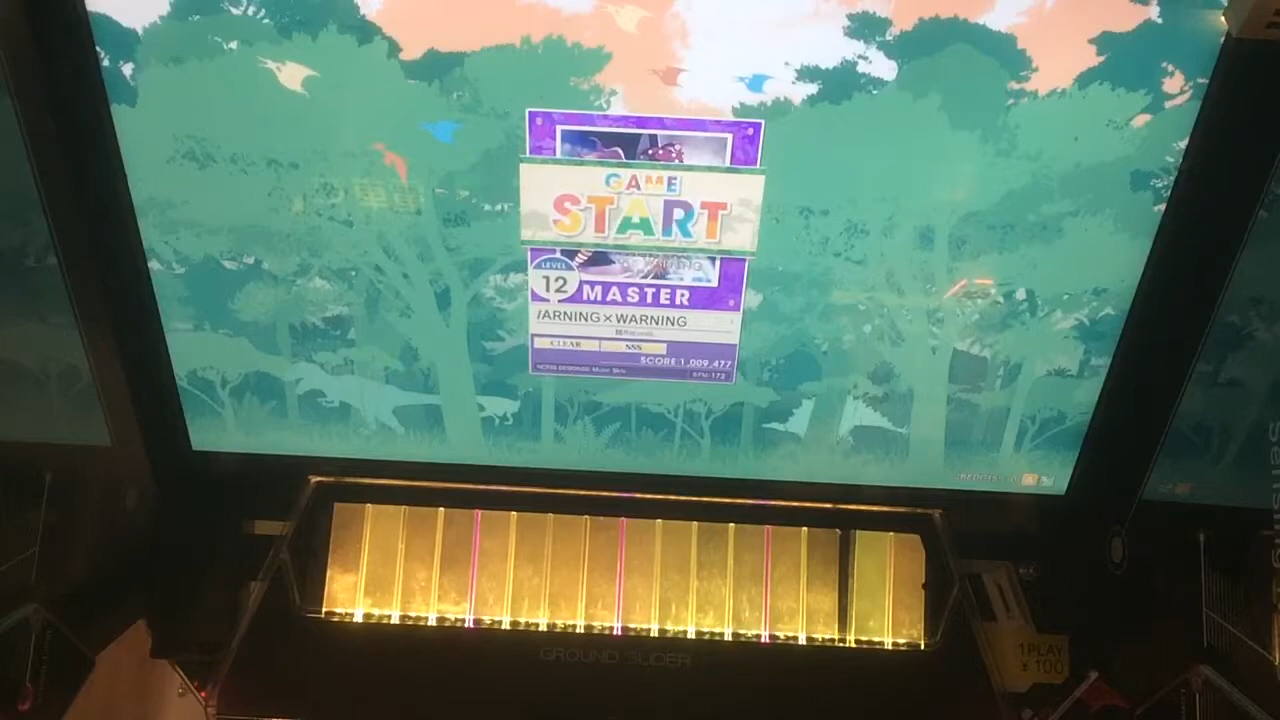 GAME
START
LEVEL
12
MASTER
/ARNING×WARNING
CLEAR
SSS
SCORE:1,009,477
BPM:172
GROUND SLIDER
1PLAY
¥100